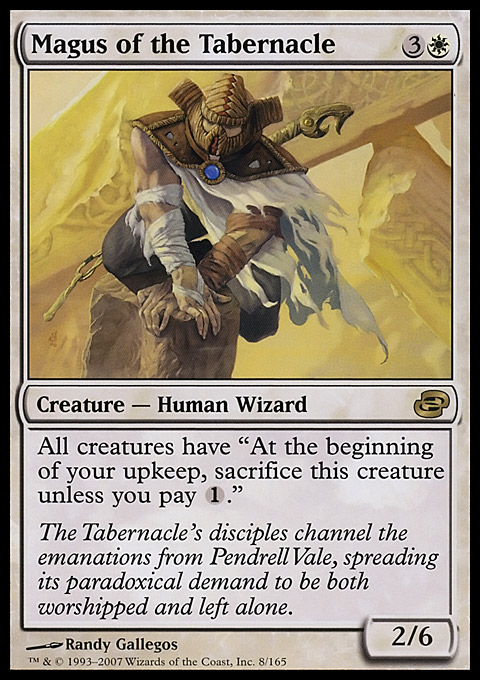 Magus of the Tabernacle 3
Creature — Human Wizard
All creatures have “At the beginning
of your upkeep, sacrifice this creature
unless you pay 1.”
The Tabernacle’s disciples channel the
emanations from Pendrell Vale, spreading
its paradoxical demand to be both
worshipped and left alone.
Randy Gallegos
™ & © 1993–2007 Wizards of the Coast, Inc. 8/165
2/6